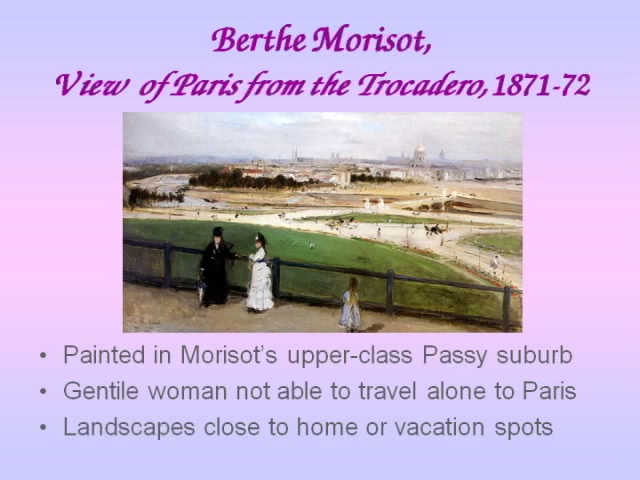 Berthe Morisot,
View of Paris from the Trocadero, 1871-72
• Painted in Morisot's upper-class Passy suburb
• Gentile woman not able to travel alone to Paris
• Landscapes close to home or vacation spots